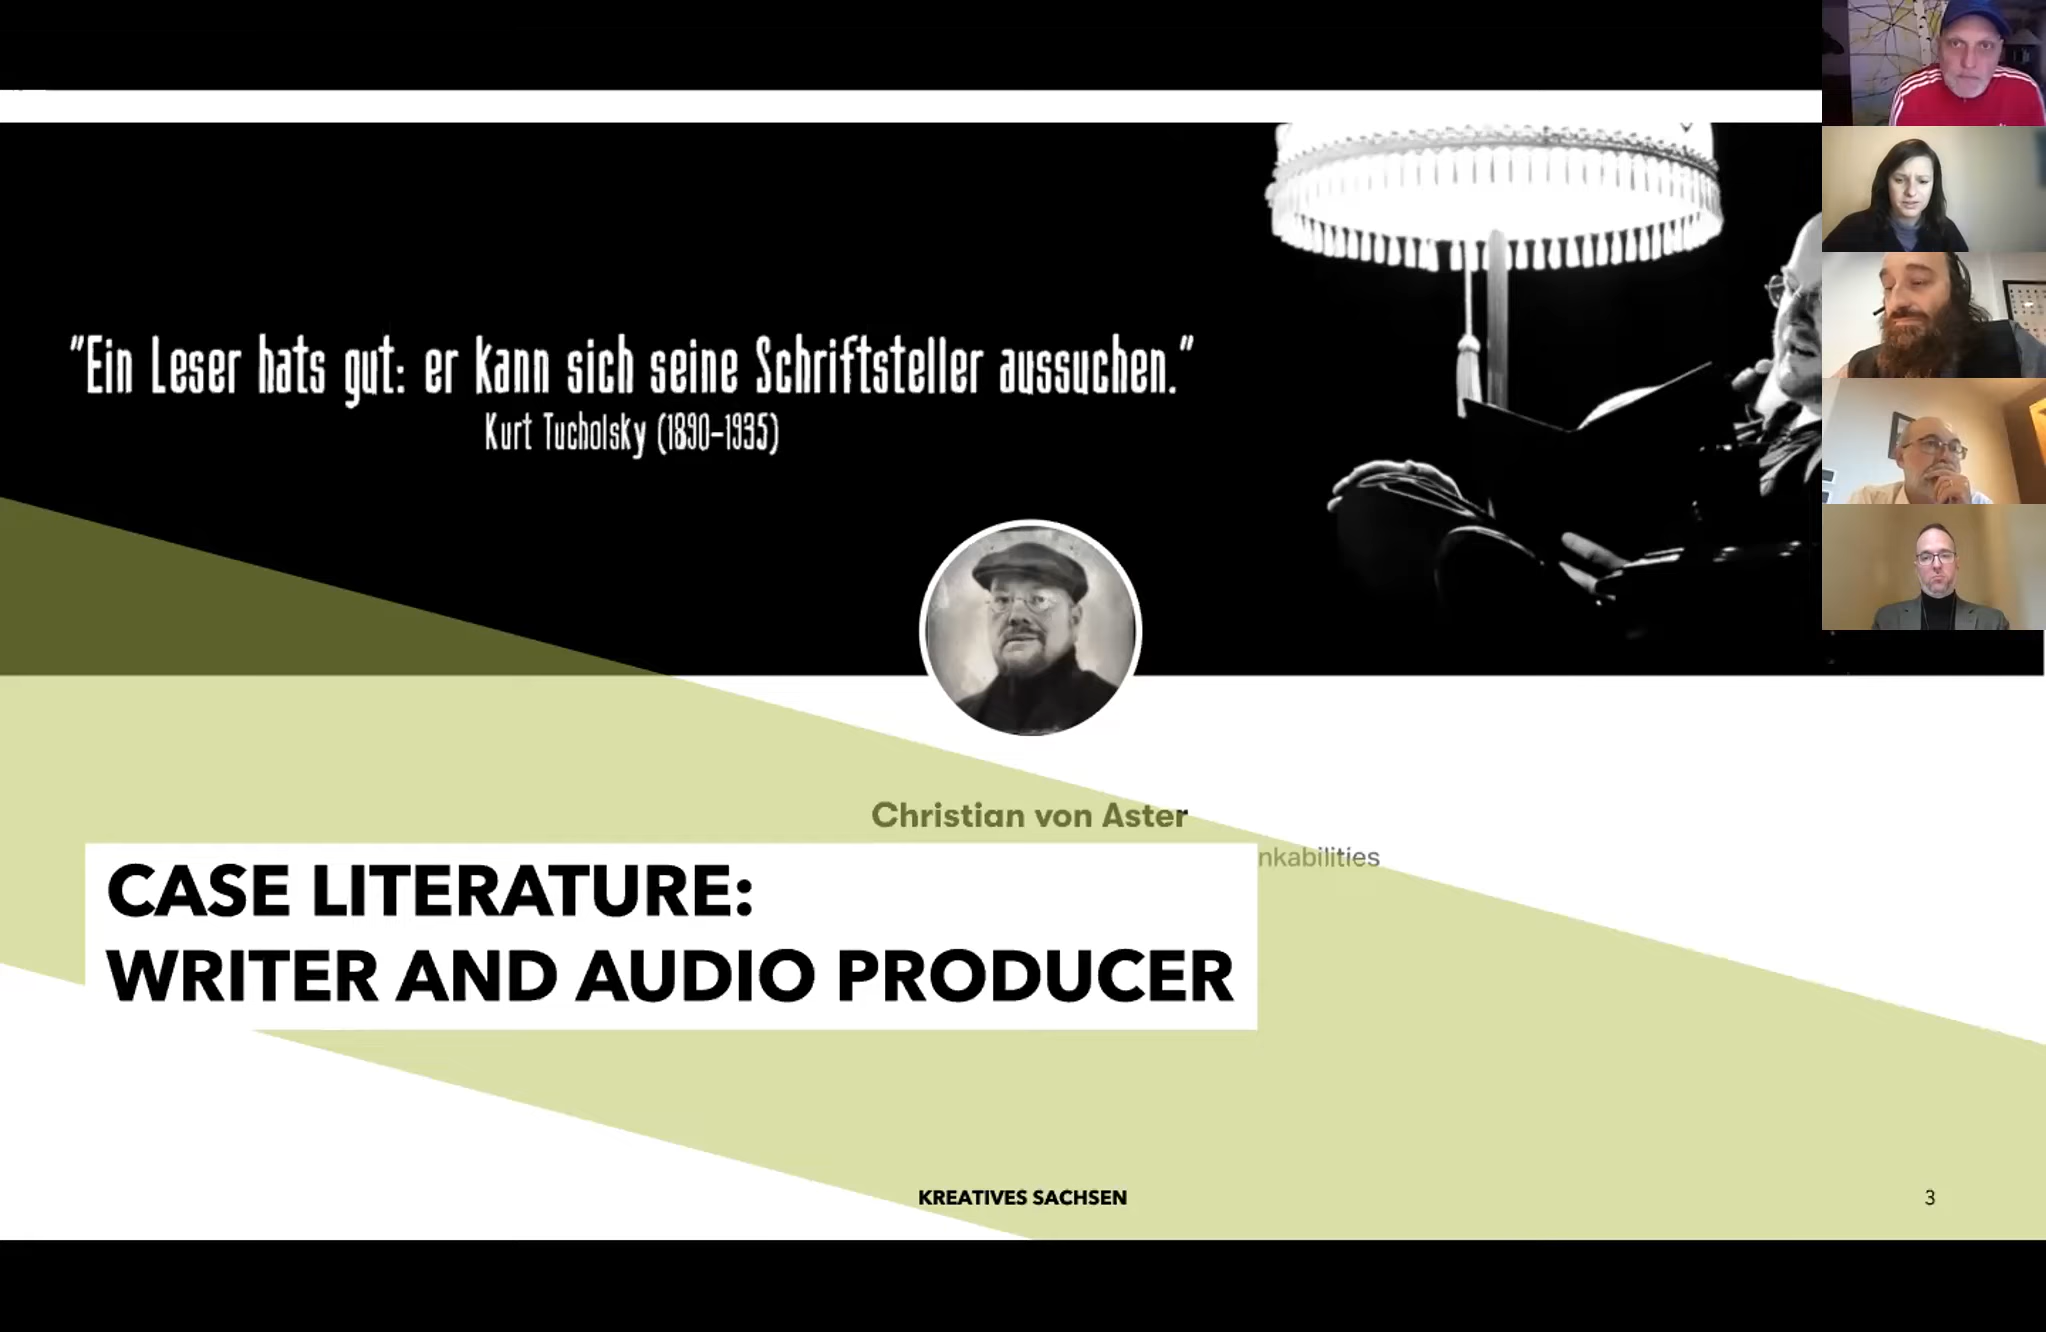 "Ein Leser hats gut: er kann sich seine Schriftsteller aussuchen."
Kurt Tucholsky (1890-1935)
Christian von Aster
nkabilities
CASE LITERATURE:
WRITER AND AUDIO PRODUCER
KREATIVES SACHSEN
3